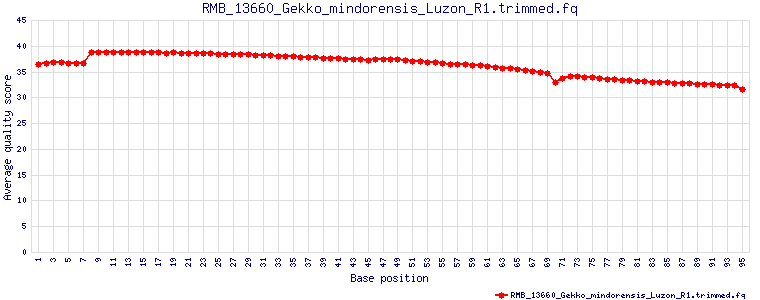 RMB_13660_Gekko_mindorensis_Luzon_R1.trimmed.fq
Average quality score
45
40
35
30
25
20
15
10
5
0
1 3 5 7 9 11 13 15 17 19 21 23 25 27 29 31 33 35 37 39 41 43 45 47 49 51 53 55 57 59 61 63 65 67 69 71 73 75 77 79 81 83 85 87 89 91 93 95
Base position
RMB_13660_Gekko_mindorensis_Luzon_R1.trimmed.fq